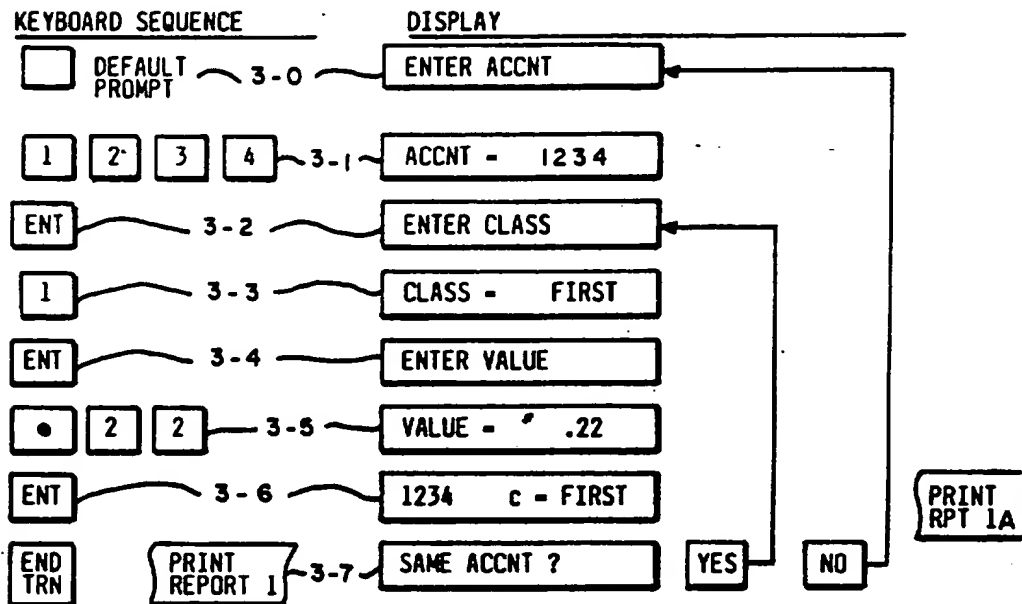 KEYBOARD SEQUENCE DISPLAY
DEFAULT PROMPT 3-0 ENTER ACCNT
1 2 3 4 3-1 ACCNT = 1234
ENT 3-2 ENTER CLASS
1 3-3 CLASS = FIRST
ENT 3-4 ENTER VALUE
• 2 2 3-5 VALUE = .22
ENT 3-6 1234 c = FIRST
PRINT RPT 1A
END TRN PRINT REPORT 1 3-7 SAME ACCNT ? YES NO